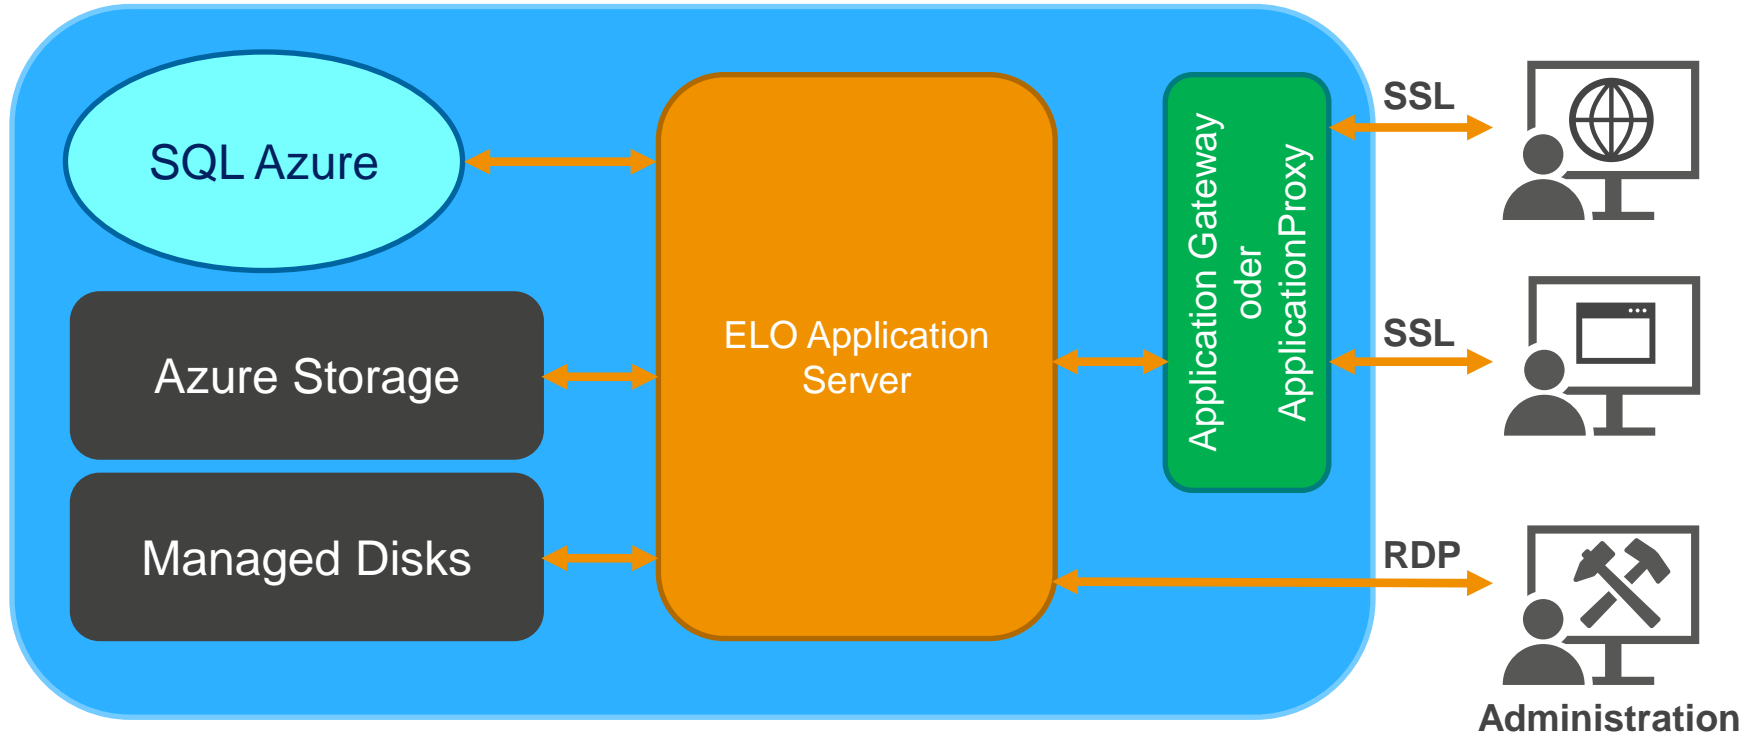 SQL Azure
Azure Storage
Managed Disks
ELO Application
Server
Application Gateway
oder
ApplicationProxy
SSL
SSL
RDP
Administration